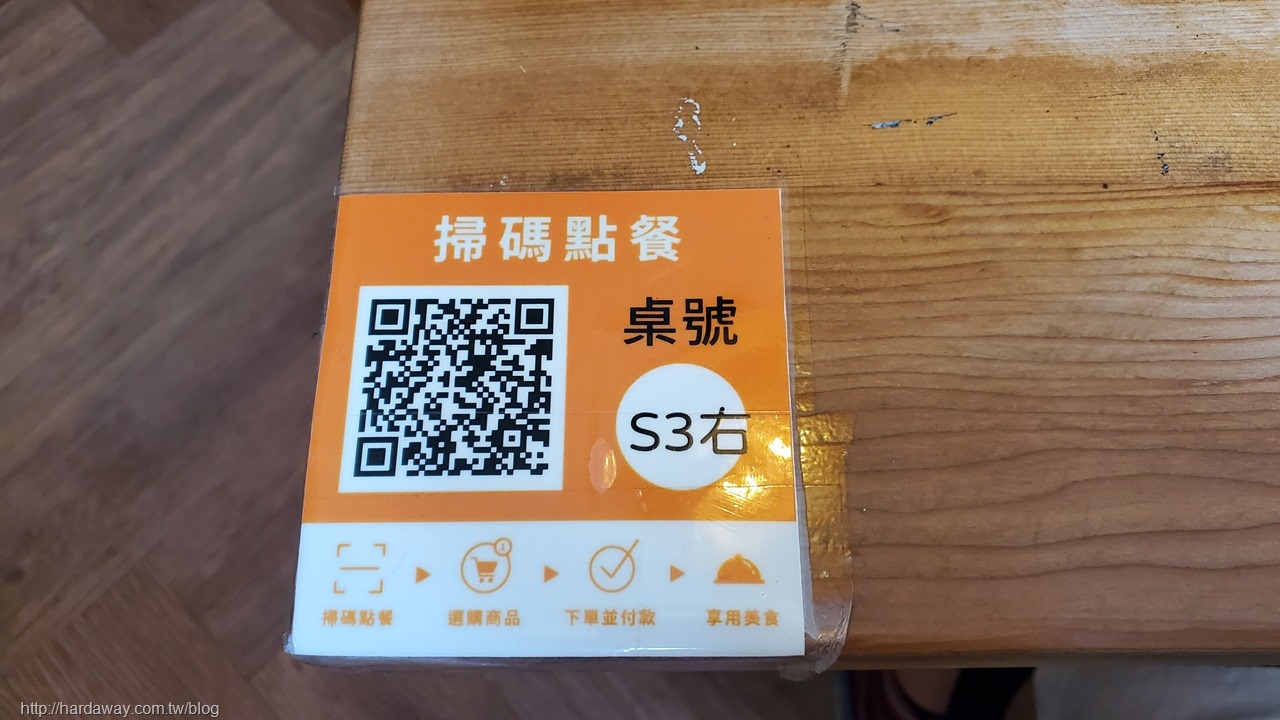 掃碼點餐
桌號
S3右
掃碼點餐
選購商品
下單並付款
享用美食
http://hardaway.com.tw/blog